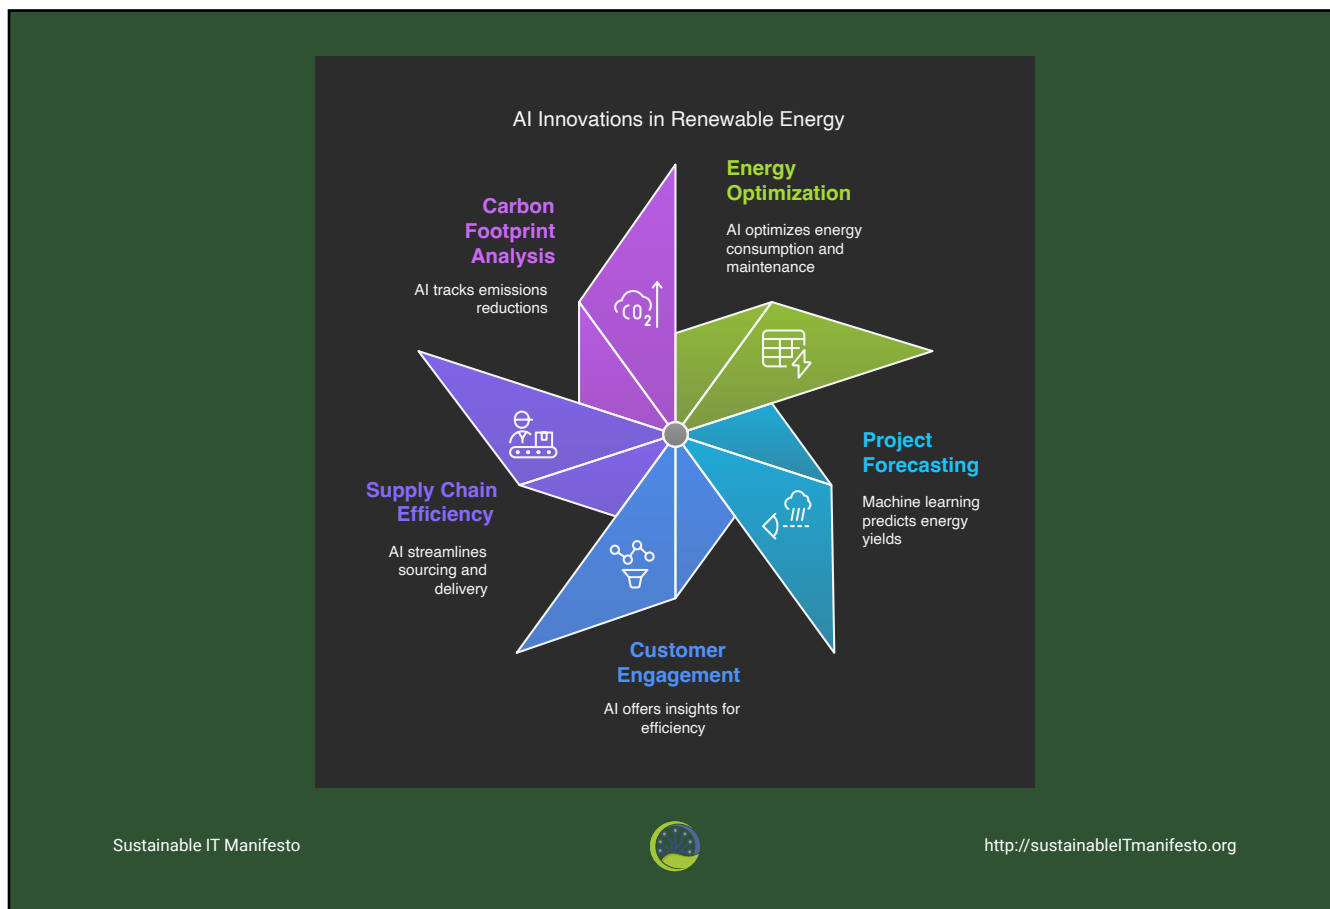 AI Innovations in Renewable Energy
Energy
Optimization
AI optimizes energy
consumption and
maintenance
Carbon
Footprint
Analysis
AI tracks emissions
reductions
CO2
Project
Forecasting
Machine learning
predicts energy
yields
Supply Chain
Efficiency
AI streamlines
sourcing and
delivery
Customer
Engagement
AI offers insights for
efficiency
Sustainable IT Manifesto
http://sustainableITmanifesto.org